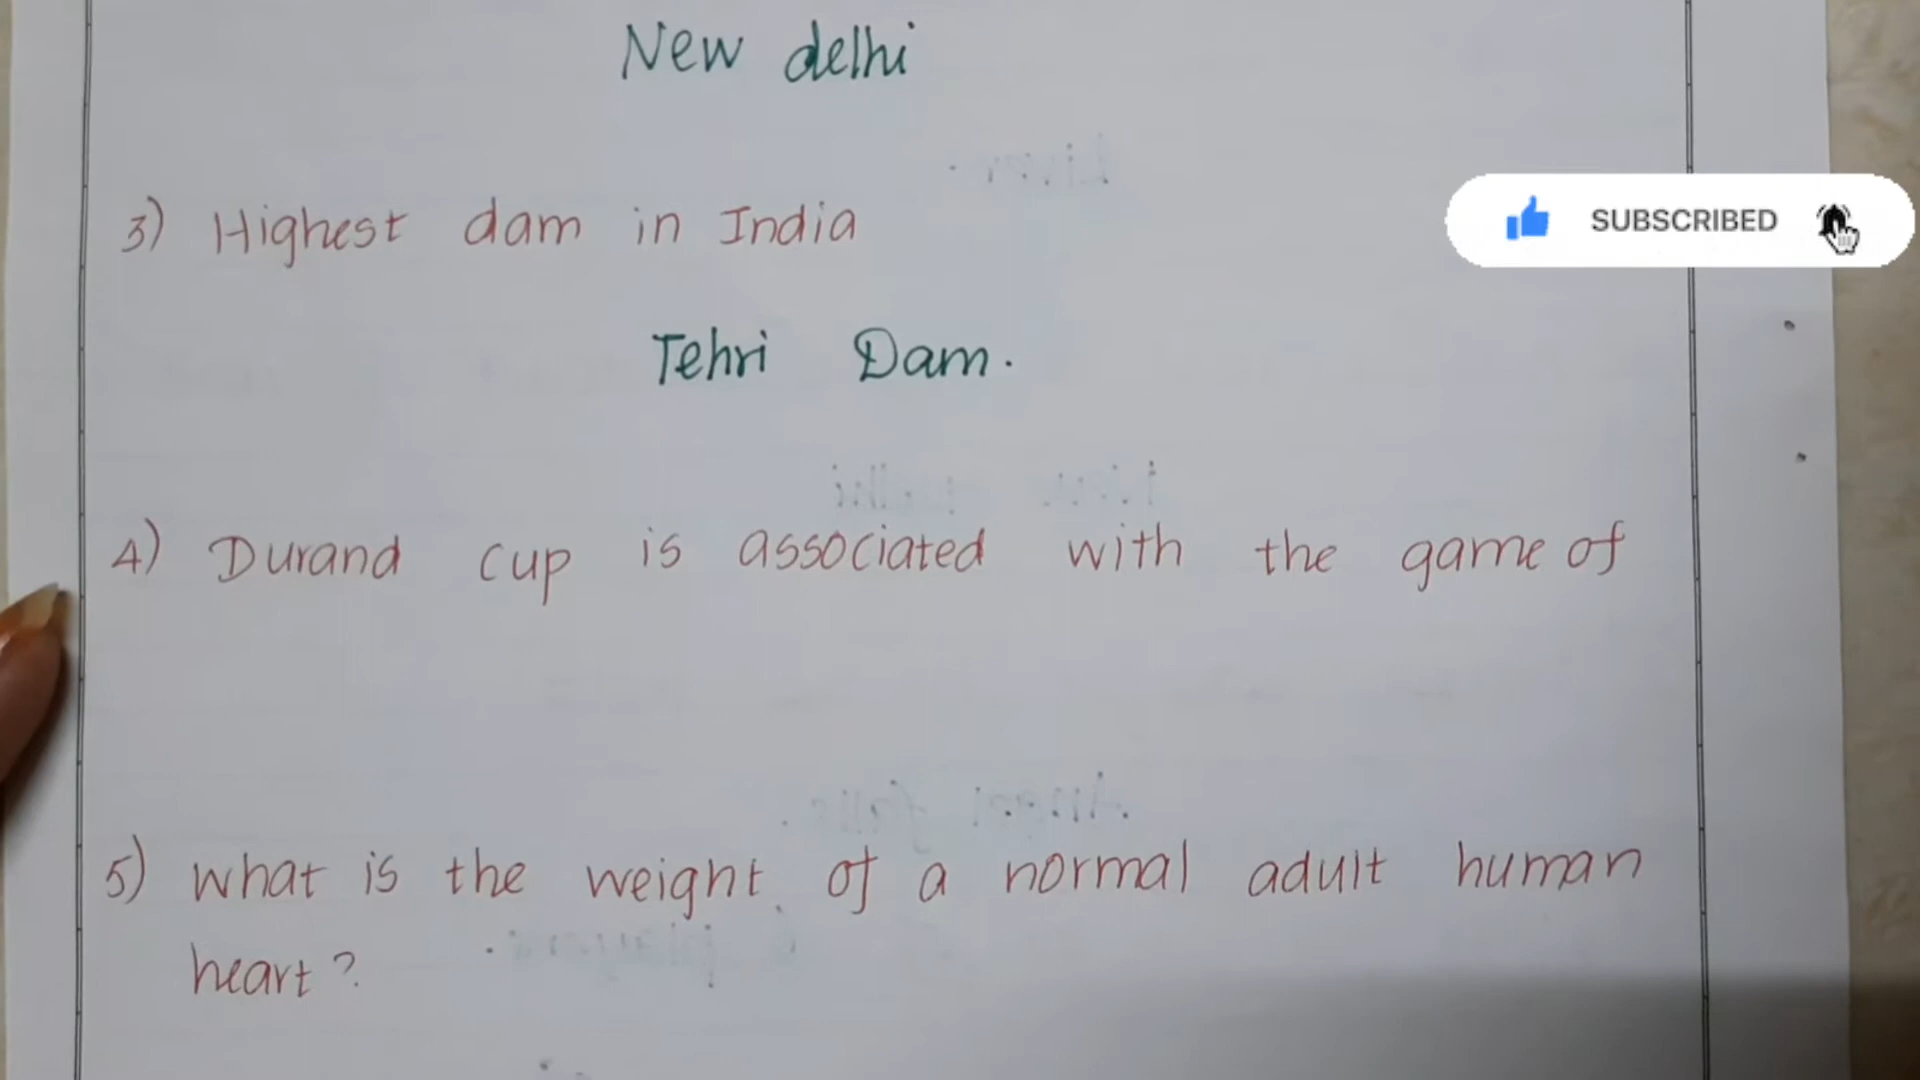 New delhi
3) Highest dam in India
SUBSCRIBED
Tehri Dam.
4) Durand cup is associated with the game of
5) what is the weight of a normal adult human
heart?